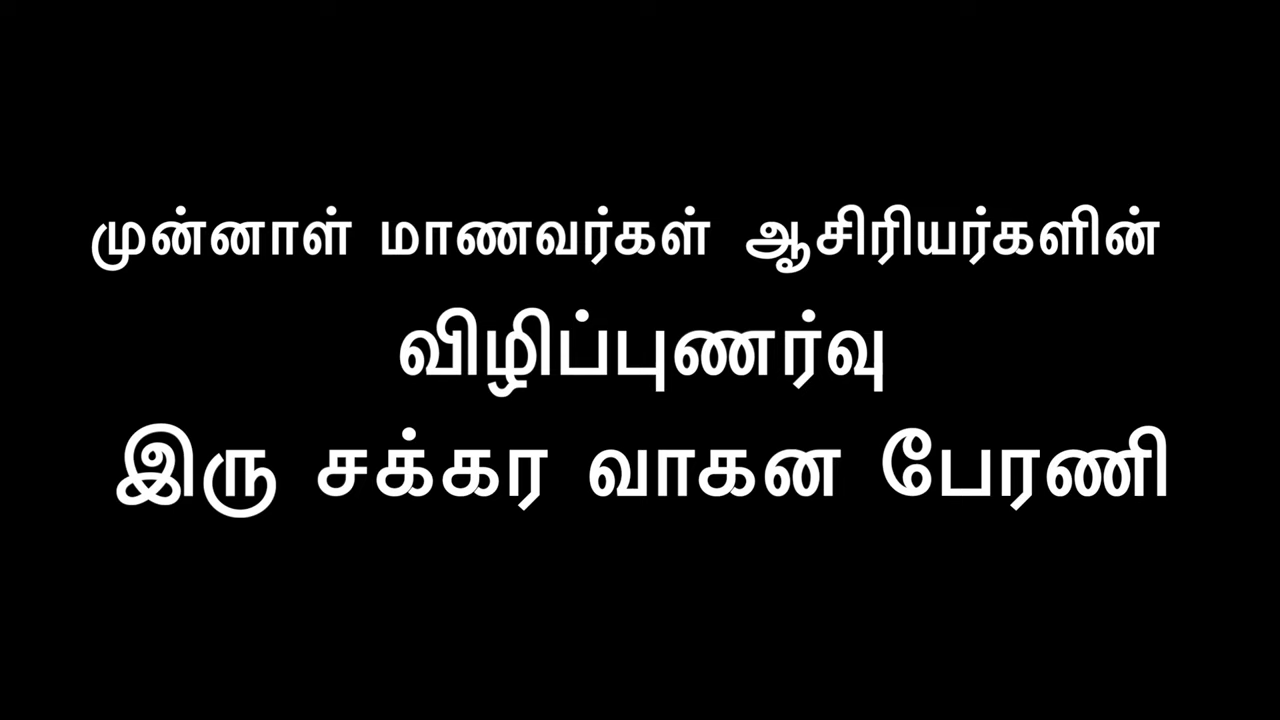 முன்னாள் மாணவர்கள் ஆசிரியர்களின்
விழிப்புணர்வு
இரு சக்கர வாகன பேரணி